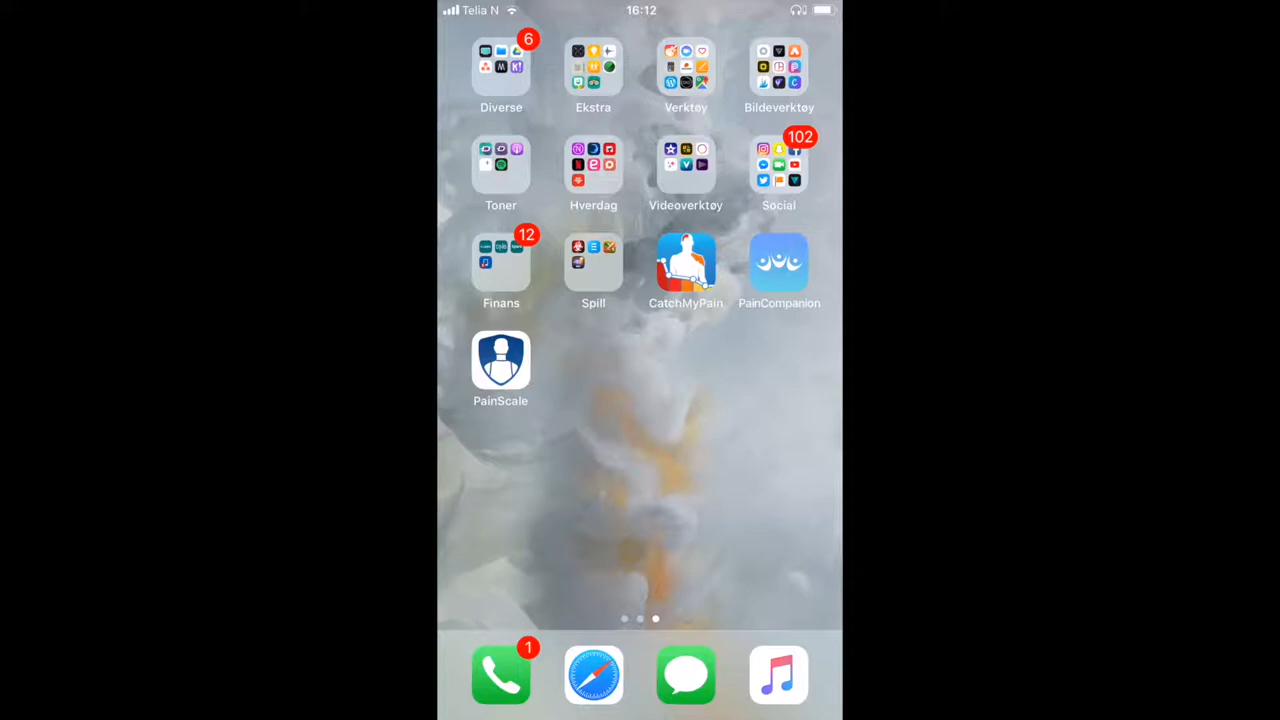 Telia N 16:12
6
Diverse Ekstra Verktøy Bildeverktøy
102
Toner Hverdag Videoverktøy Social
12
Finans Spill CatchMyPain PainCompanion
PainScale
1